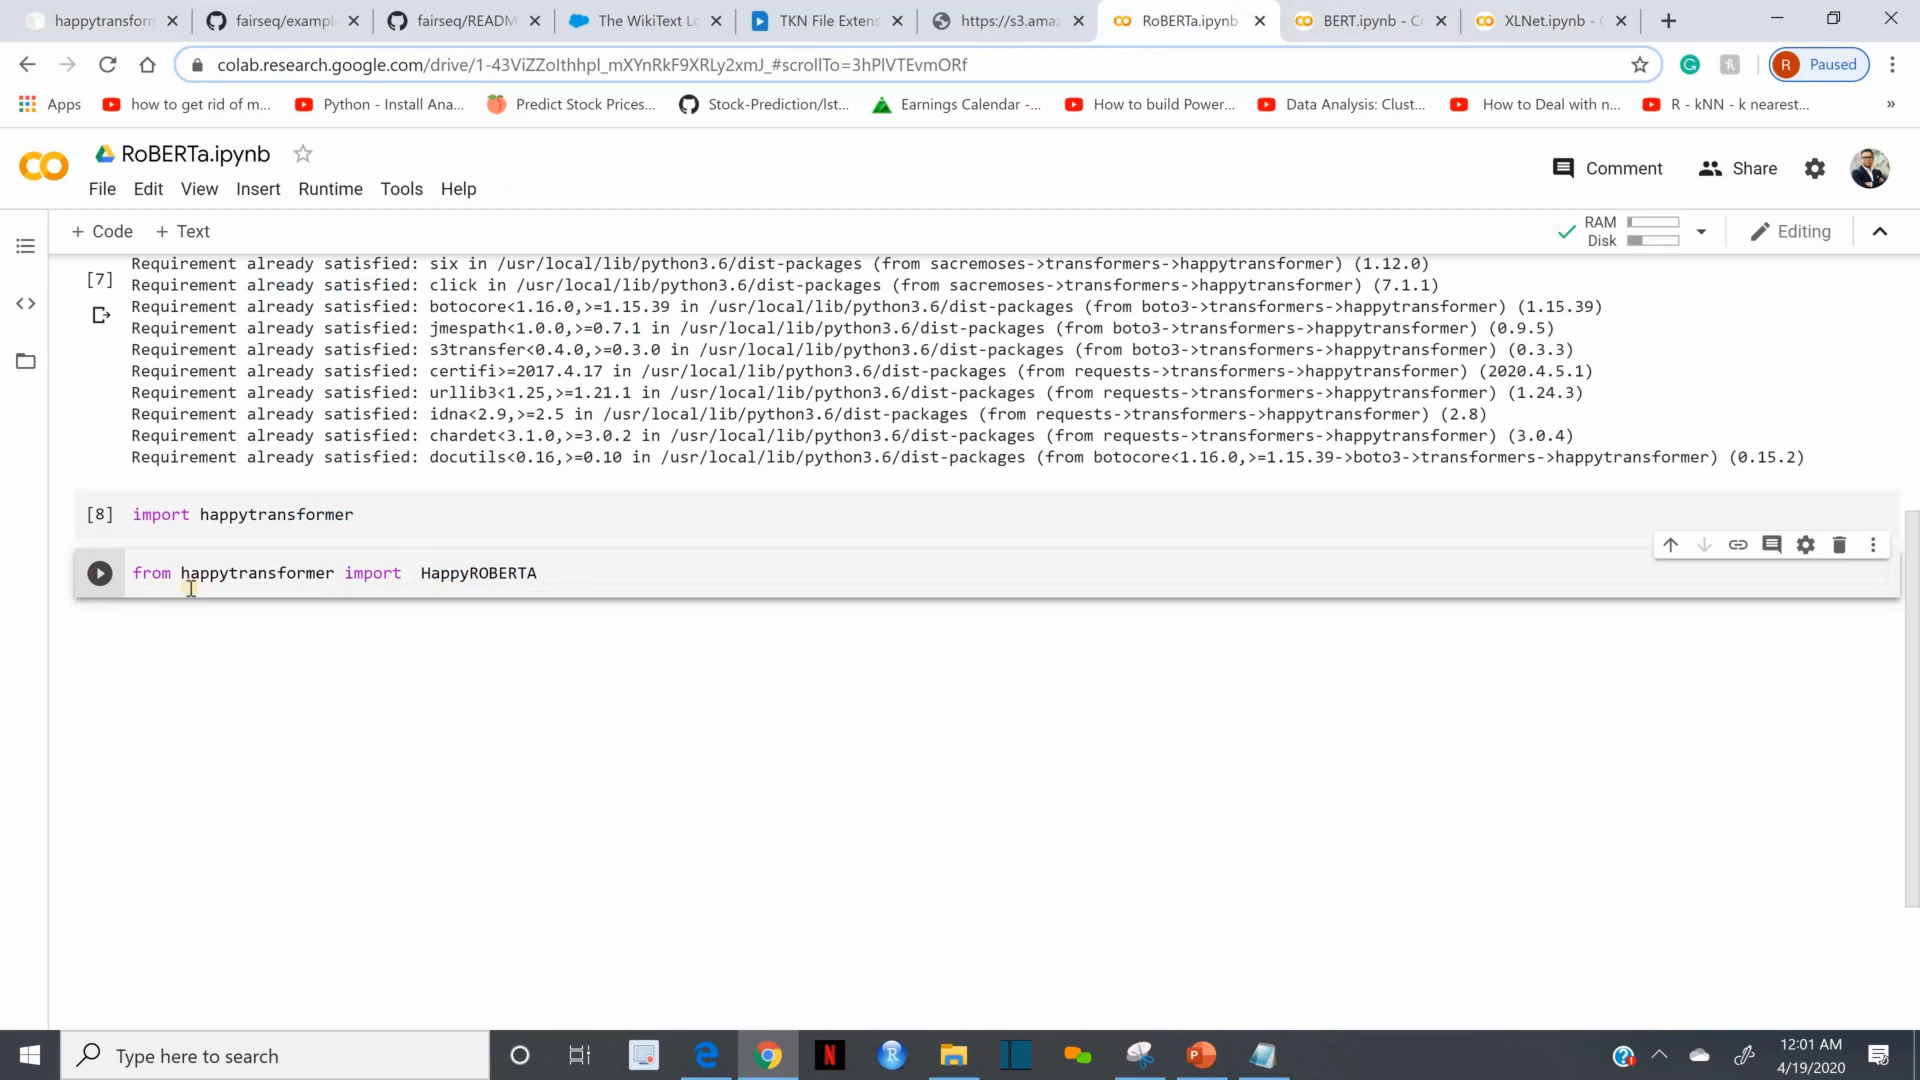 happytransform
fairseq/exampl
fairseq/READM
The WikiText Lo
TKN File Extens
https://s3.amaz
RoBERTa.ipynb
BERT.ipynb - Co
XLNet.ipynb - C
colab.research.google.com/drive/1-43ViZZoIthhpl_mXYnRkF9XRLy2xmJ_#scrollTo=3hPlVTEvmORf
R Paused
Apps
how to get rid of m...
Python - Install Ana...
Predict Stock Prices...
Stock-Prediction/lst...
Earnings Calendar -...
How to build Power...
Data Analysis: Clust...
How to Deal with n...
R - kNN - k nearest...
»
RoBERTa.ipynb
Comment
Share
File Edit View Insert Runtime Tools Help
+ Code + Text
RAM
Disk
Editing
[7]
Requirement already satisfied: six in /usr/local/lib/python3.6/dist-packages (from sacremoses->transformers->happytransformer) (1.12.0)
Requirement already satisfied: click in /usr/local/lib/python3.6/dist-packages (from sacremoses->transformers->happytransformer) (7.1.1)
Requirement already satisfied: botocore<1.16.0,>=1.15.39 in /usr/local/lib/python3.6/dist-packages (from boto3->transformers->happytransformer) (1.15.39)
Requirement already satisfied: jmespath<1.0.0,>=0.7.1 in /usr/local/lib/python3.6/dist-packages (from boto3->transformers->happytransformer) (0.9.5)
Requirement already satisfied: s3transfer<0.4.0,>=0.3.0 in /usr/local/lib/python3.6/dist-packages (from boto3->transformers->happytransformer) (0.3.3)
Requirement already satisfied: certifi>=2017.4.17 in /usr/local/lib/python3.6/dist-packages (from requests->transformers->happytransformer) (2020.4.5.1)
Requirement already satisfied: urllib3<1.25,>=1.21.1 in /usr/local/lib/python3.6/dist-packages (from requests->transformers->happytransformer) (1.24.3)
Requirement already satisfied: idna<2.9,>=2.5 in /usr/local/lib/python3.6/dist-packages (from requests->transformers->happytransformer) (2.8)
Requirement already satisfied: chardet<3.1.0,>=3.0.2 in /usr/local/lib/python3.6/dist-packages (from requests->transformers->happytransformer) (3.0.4)
Requirement already satisfied: docutils<0.16,>=0.10 in /usr/local/lib/python3.6/dist-packages (from botocore<1.16.0,>=1.15.39->boto3->transformers->happytransformer) (0.15.2)
[8] import happytransformer
from happytransformer import HappyROBERTA
Type here to search
12:01 AM
4/19/2020